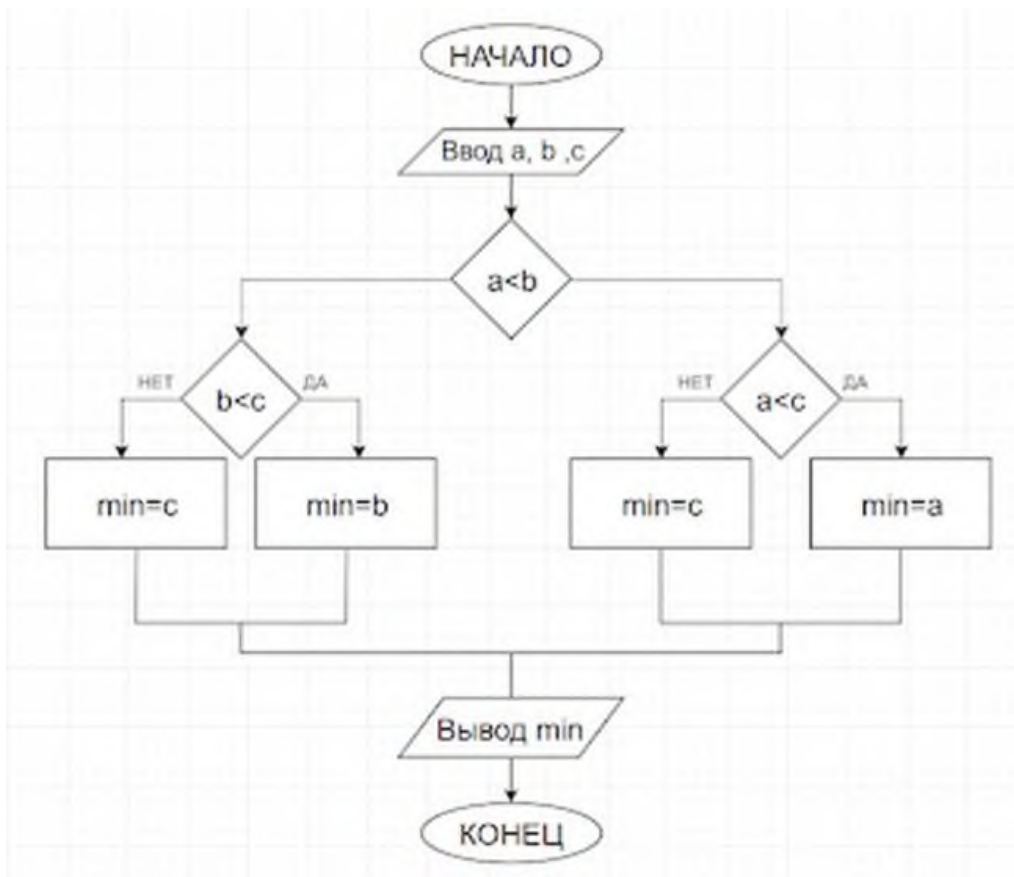 НАЧАЛО
Ввод a, b ,c
a<b
НЕТ
b<c
ДА
НЕТ
a<c
ДА
min=c
min=b
min=c
min=a
Вывод min
КОНЕЦ